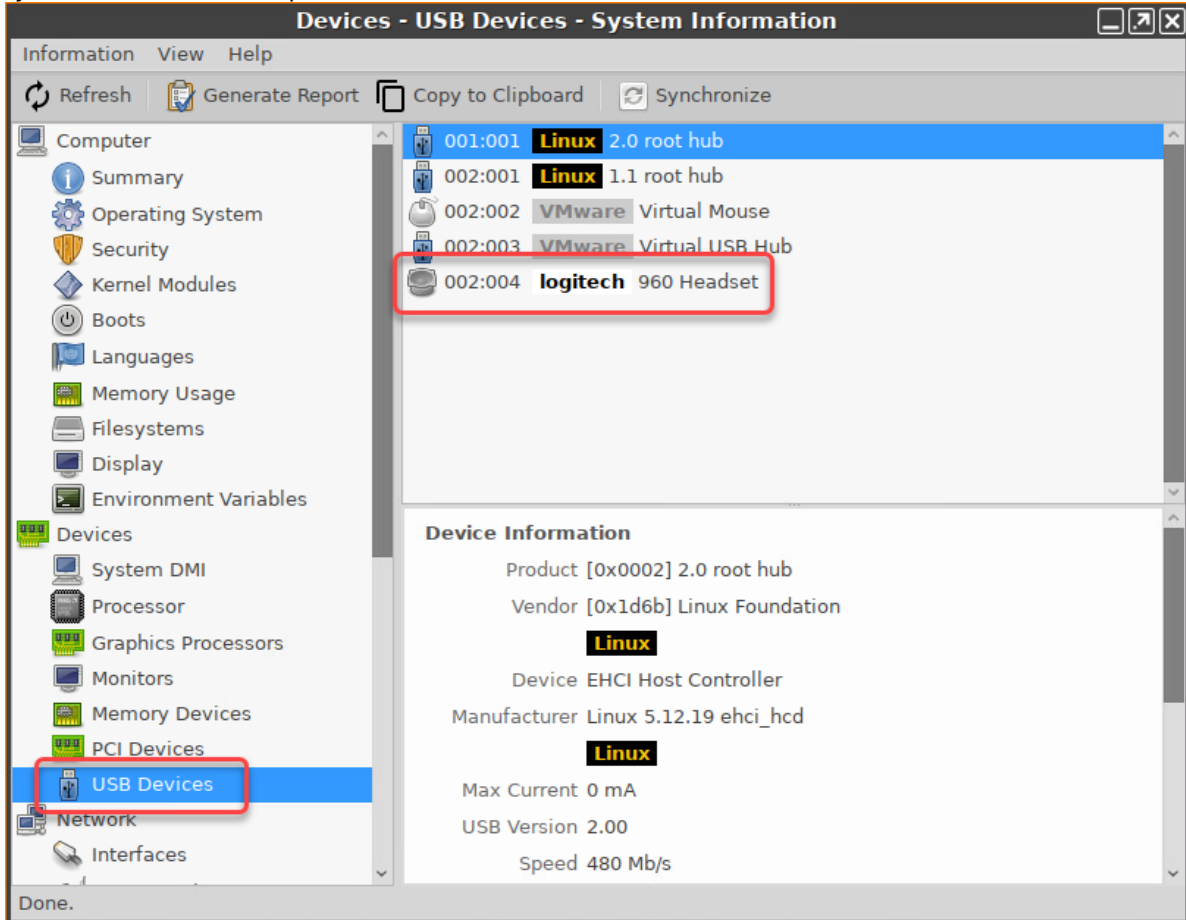 Devices - USB Devices - System Information
Information View Help
Refresh Generate Report Copy to Clipboard Synchronize
Computer
Summary
Operating System
Security
Kernel Modules
Boots
Languages
Memory Usage
Filesystems
Display
Environment Variables
Devices
System DMI
Processor
Graphics Processors
Monitors
Memory Devices
PCI Devices
USB Devices
Network
Interfaces
001:001 Linux 2.0 root hub
002:001 Linux 1.1 root hub
002:002 VMware Virtual Mouse
002:003 VMware Virtual USB Hub
002:004 logitech 960 Headset
Device Information
Product [0x0002] 2.0 root hub
Vendor [0x1d6b] Linux Foundation
Linux
Device EHCI Host Controller
Manufacturer Linux 5.12.19 ehci_hcd
Linux
Max Current 0 mA
USB Version 2.00
Speed 480 Mb/s
Done.